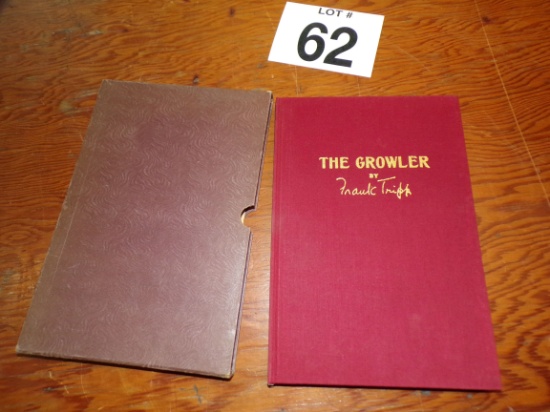 LOT #
62
THE GROWLER
BY
Frank Tripp